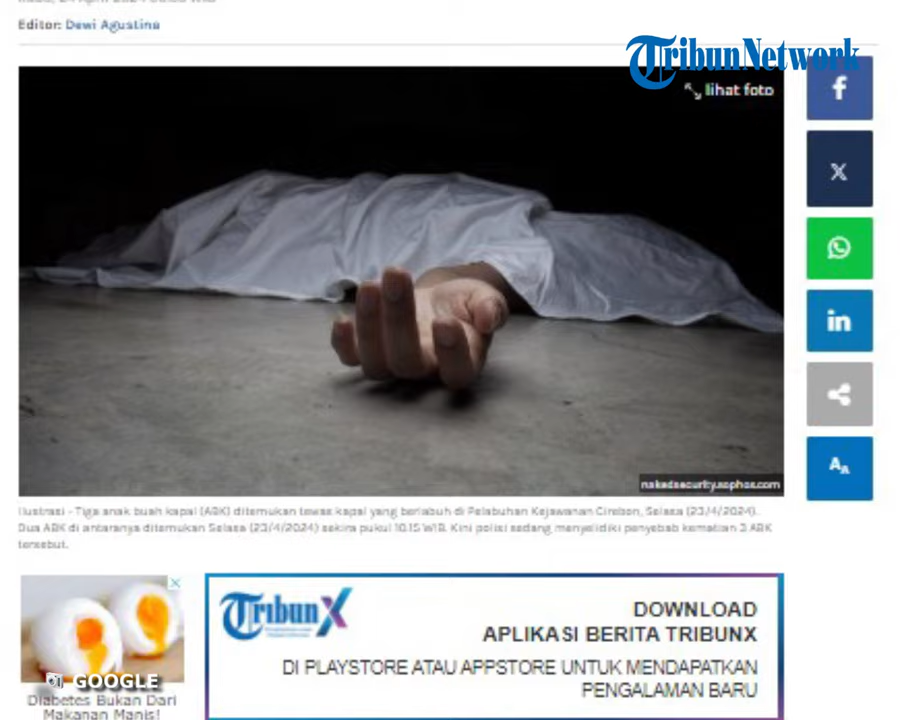 Editor: Dewi Agustina
TribunNetwork
lihat foto
nakedsecurity.sophos.com
Ilustrasi - Tiga anak buah kapal (ABK) ditemukan tewas kapal yang berlabuh di Pelabuhan Kejawanan Cirebon, Selasa (23/4/2024).
Dua ABK di antaranya ditemukan Selasa (23/4/2024) sekira pukul 10.15 WIB. Kini polisi sedang menyelidiki penyebab kematian 3 ABK
tersebut.
TribunX
DOWNLOAD
APLIKASI BERITA TRIBUNX
DI PLAYSTORE ATAU APPSTORE UNTUK MENDAPATKAN
PENGALAMAN BARU
GOOGLE
Diabetes Bukan Dari
Makanan Manis!